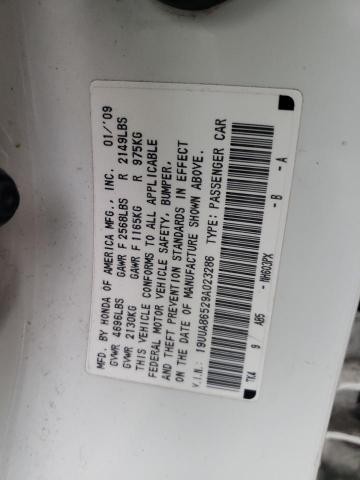 MFD. BY HONDA OF AMERICA MFG., INC. 01/'09
GVWR 4696LBS GAWR F 2568LBS R 2149LBS
GVWR 2130KG GAWR F 1165KG R 975KG
THIS VEHICLE CONFORMS TO ALL APPLICABLE
FEDERAL MOTOR VEHICLE SAFETY, BUMPER,
AND THEFT PREVENTION STANDARDS IN EFFECT
ON THE DATE OF MANUFACTURE SHOWN ABOVE.
V.I.N.: 19UUA86529A023286 TYPE: PASSENGER CAR
TK4 9 AB5 - NH603PX - B - A